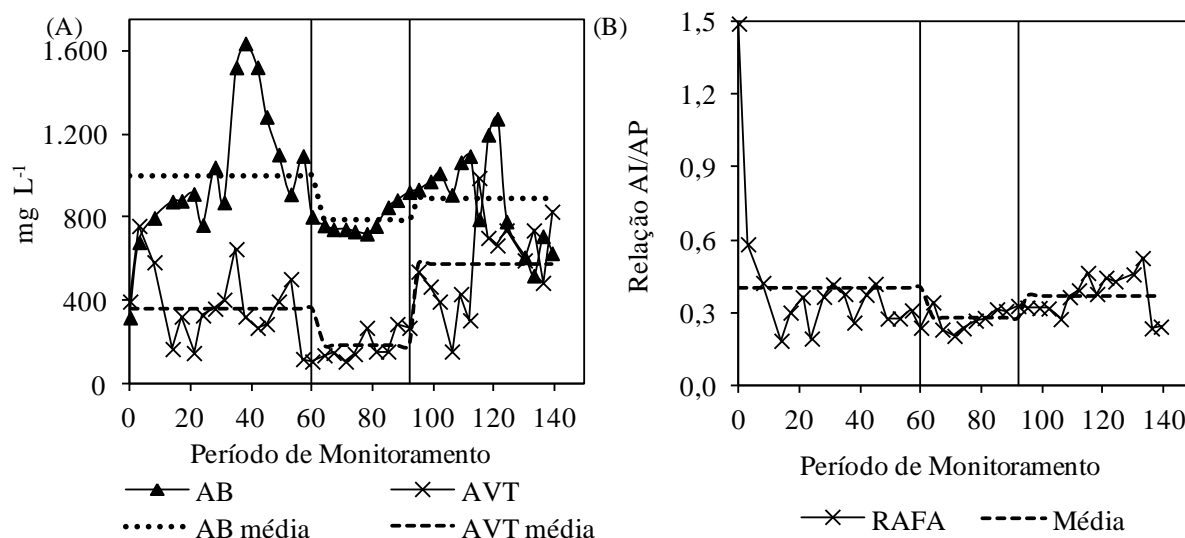 (A)
1.600
1.200
800
400
0
mg L-1
0 20 40 60 80 100 120 140
Período de Monitoramento
AB
AVT
AB média
AVT média
(B)
1,5
1,2
0,9
0,6
0,3
0,0
Relação AI/AP
0 20 40 60 80 100 120 140
Período de Monitoramento
RAFA
Média